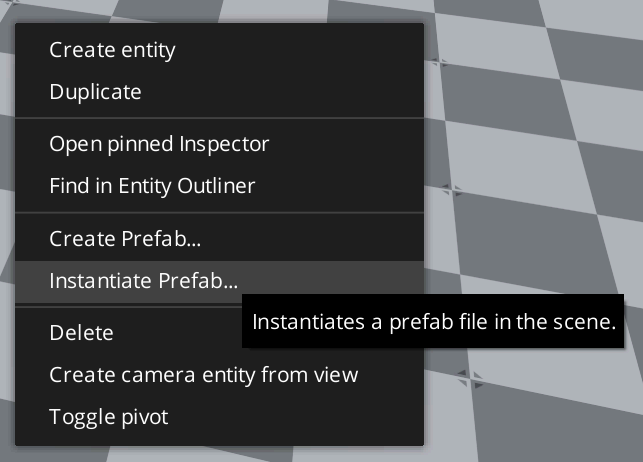 Create entity
Duplicate
Open pinned Inspector
Find in Entity Outliner
Create Prefab...
Instantiate Prefab...
Instantiates a prefab file in the scene.
Delete
Create camera entity from view
Toggle pivot